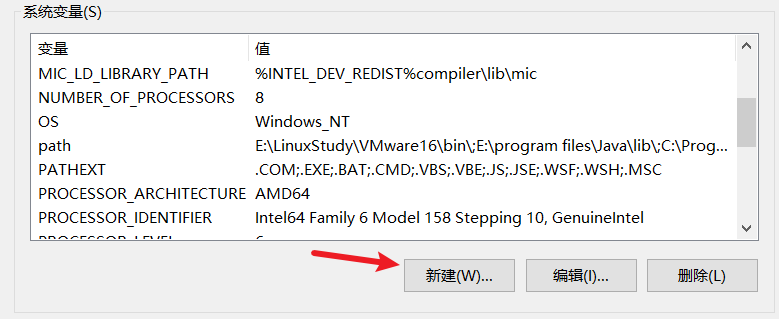 系统变量(S)
变量 值
MIC_LD_LIBRARY_PATH %INTEL_DEV_REDIST%compiler\lib\mic
NUMBER_OF_PROCESSORS 8
OS Windows_NT
path E:\LinuxStudy\VMware16\bin\;E:\program files\Java\lib\;C:\Prog...
PATHEXT .COM;.EXE;.BAT;.CMD;.VBS;.VBE;.JS;.JSE;.WSF;.WSH;.MSC
PROCESSOR_ARCHITECTURE AMD64
PROCESSOR_IDENTIFIER Intel64 Family 6 Model 158 Stepping 10, GenuineIntel
新建(W)... 编辑(I)... 删除(L)